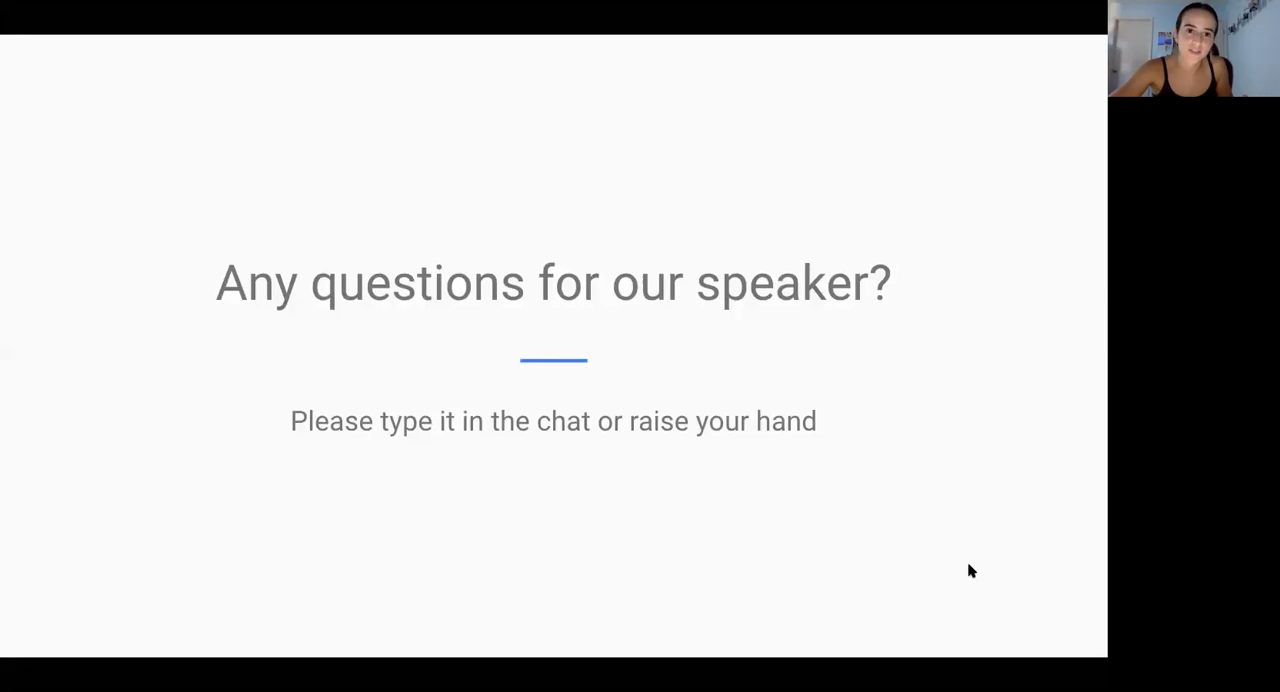 Any questions for our speaker?
Please type it in the chat or raise your hand